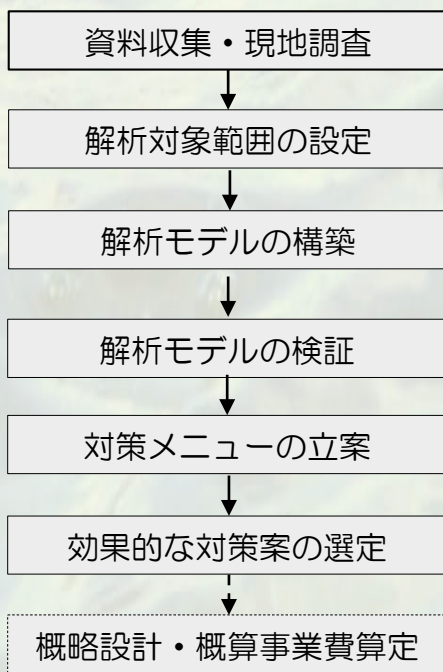 資料収集・現地調査
解析対象範囲の設定
解析モデルの構築
解析モデルの検証
対策メニューの立案
効果的な対策案の選定
概略設計・概算事業費算定